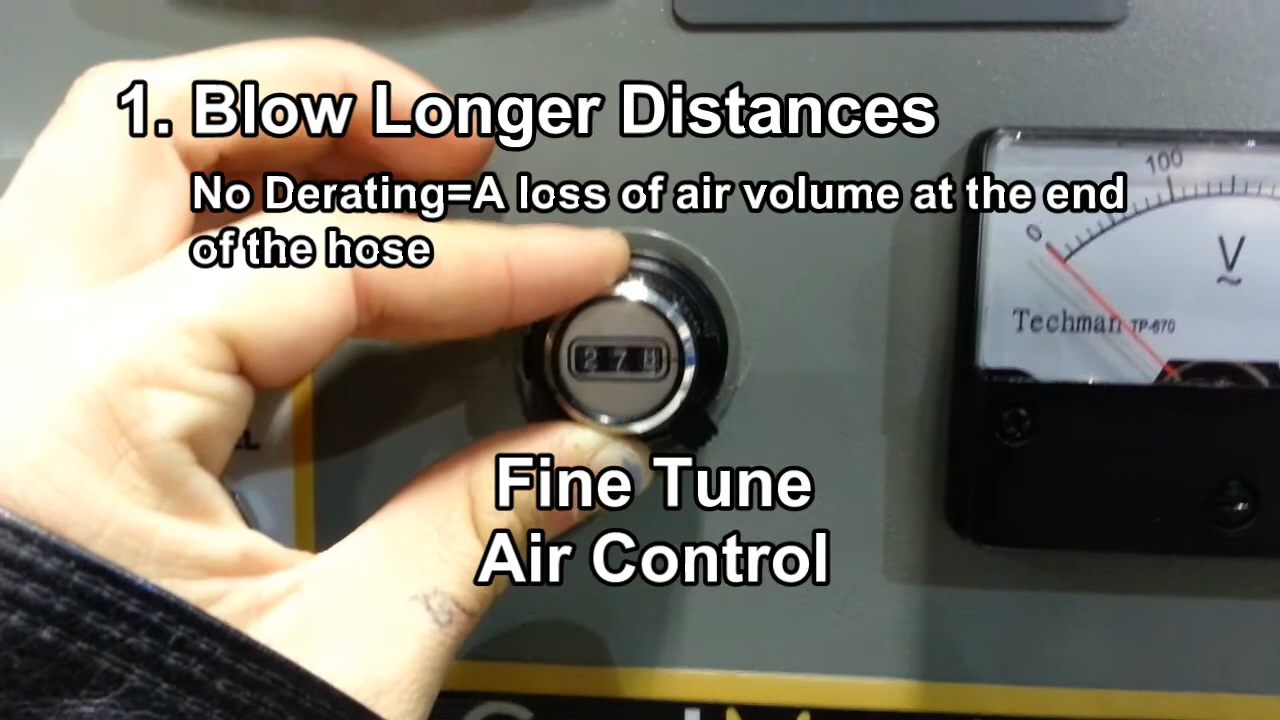 1. Blow Longer Distances
No Derating=A loss of air volume at the end
of the hose
100
0
V
Techman TP-670
27
Fine Tune
Air Control